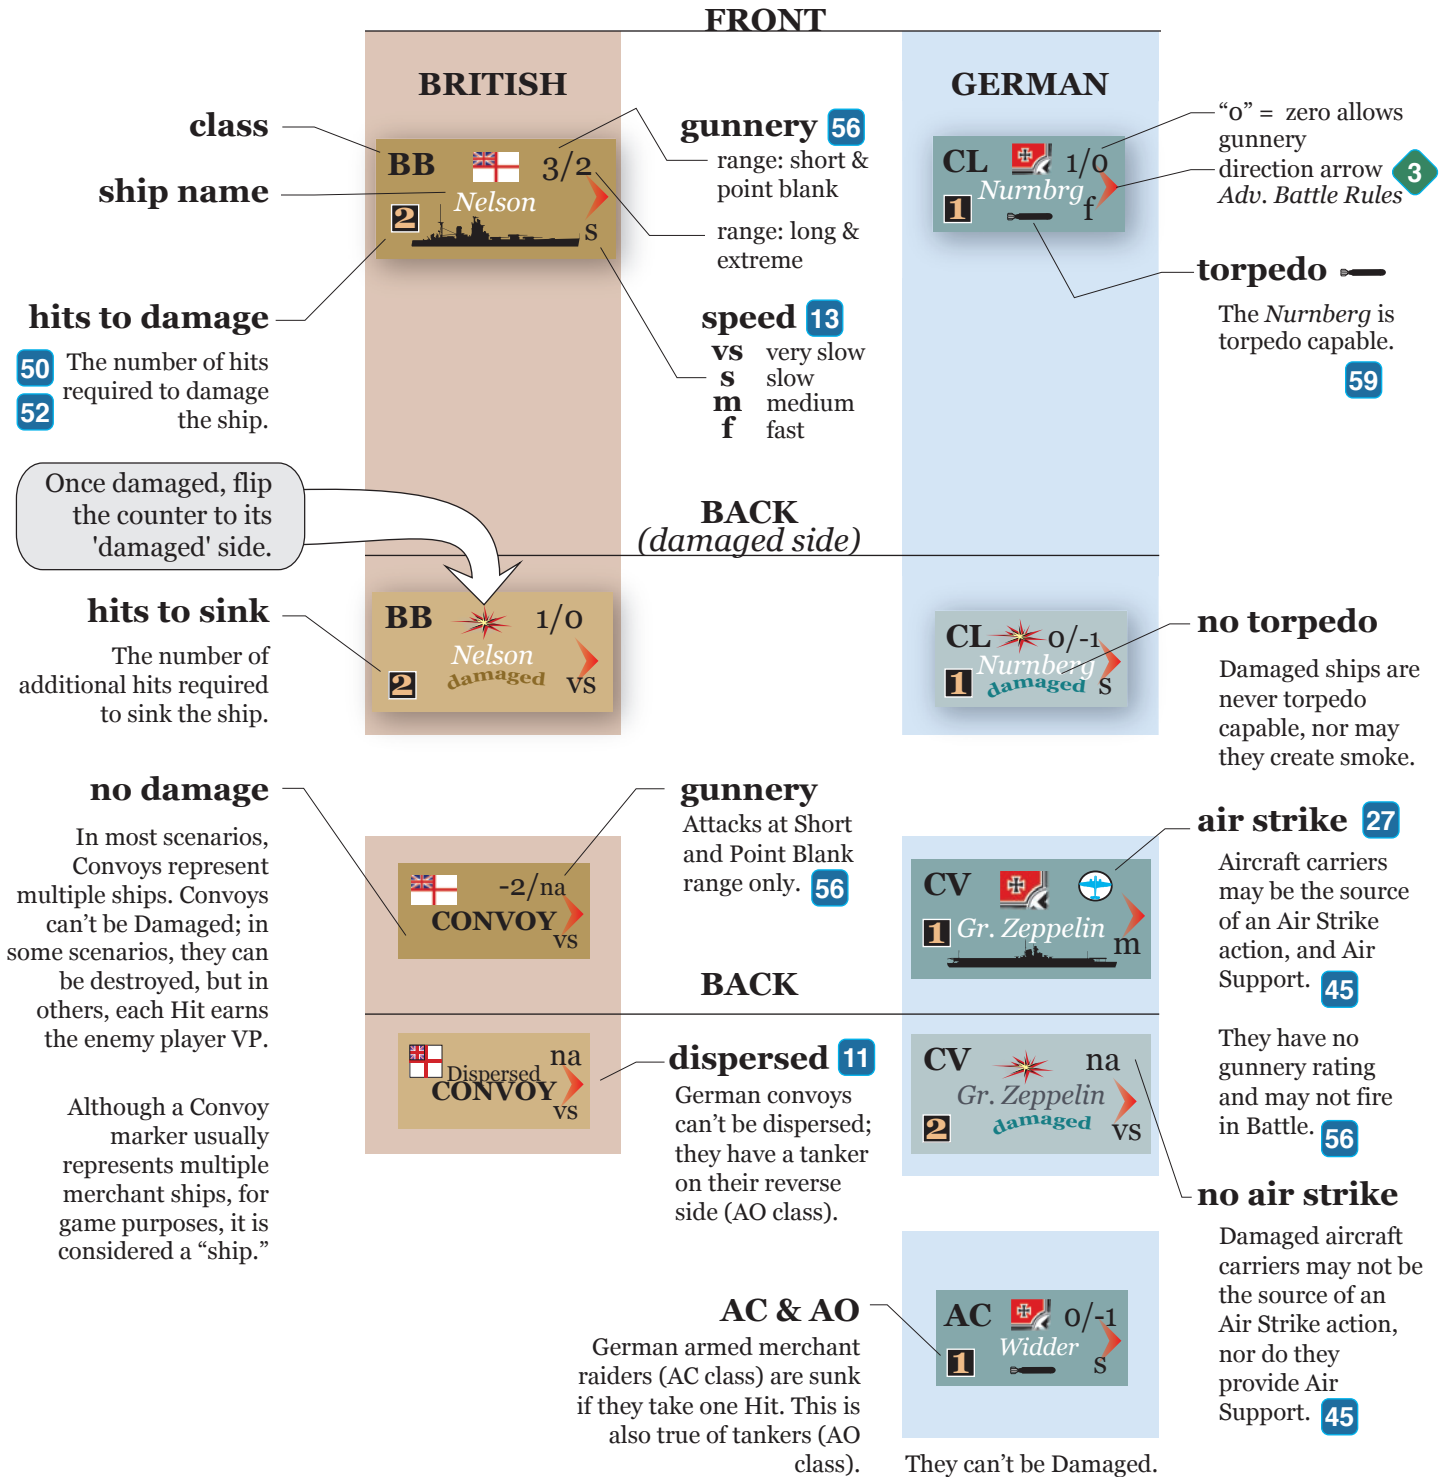 FRONT
BRITISH
GERMAN
class
ship name
BB
3/2
Nelson
2
s
gunnery 56
range: short &
point blank
range: long &
extreme
CL
1/0
Nurnbrg
1
f
“0” = zero allows
gunnery
direction arrow 3
Adv. Battle Rules
torpedo
The Nurnberg is
torpedo capable.
59
hits to damage
50
52
The number of hits
required to damage
the ship.
speed 13
vs very slow
s slow
m medium
f fast
Once damaged, flip
the counter to its
'damaged' side.
BACK
(damaged side)
hits to sink
The number of
additional hits required
to sink the ship.
BB
1/0
Nelson
damaged
2
vs
CL
0/-1
Nurnberg
damaged
1
s
no torpedo
Damaged ships are
never torpedo
capable, nor may
they create smoke.
no damage
In most scenarios,
Convoys represent
multiple ships. Convoys
can’t be Damaged; in
some scenarios, they can
be destroyed, but in
others, each Hit earns
the enemy player VP.
Although a Convoy
marker usually
represents multiple
merchant ships, for
game purposes, it is
considered a “ship.”
-2/na
CONVOY
vs
gunnery
Attacks at Short
and Point Blank
range only. 56
CV
1
Gr. Zeppelin
m
air strike 27
Aircraft carriers
may be the source
of an Air Strike
action, and Air
Support. 45
They have no
gunnery rating
and may not fire
in Battle. 56
BACK
na
Dispersed
CONVOY
vs
dispersed 11
German convoys
can’t be dispersed;
they have a tanker
on their reverse
side (AO class).
CV
na
Gr. Zeppelin
damaged
2
vs
no air strike
Damaged aircraft
carriers may not be
the source of an
Air Strike action,
nor do they
provide Air
Support. 45
AC & AO
German armed merchant
raiders (AC class) are sunk
if they take one Hit. This is
also true of tankers (AO
class).
AC
0/-1
Widder
1
s
They can’t be Damaged.